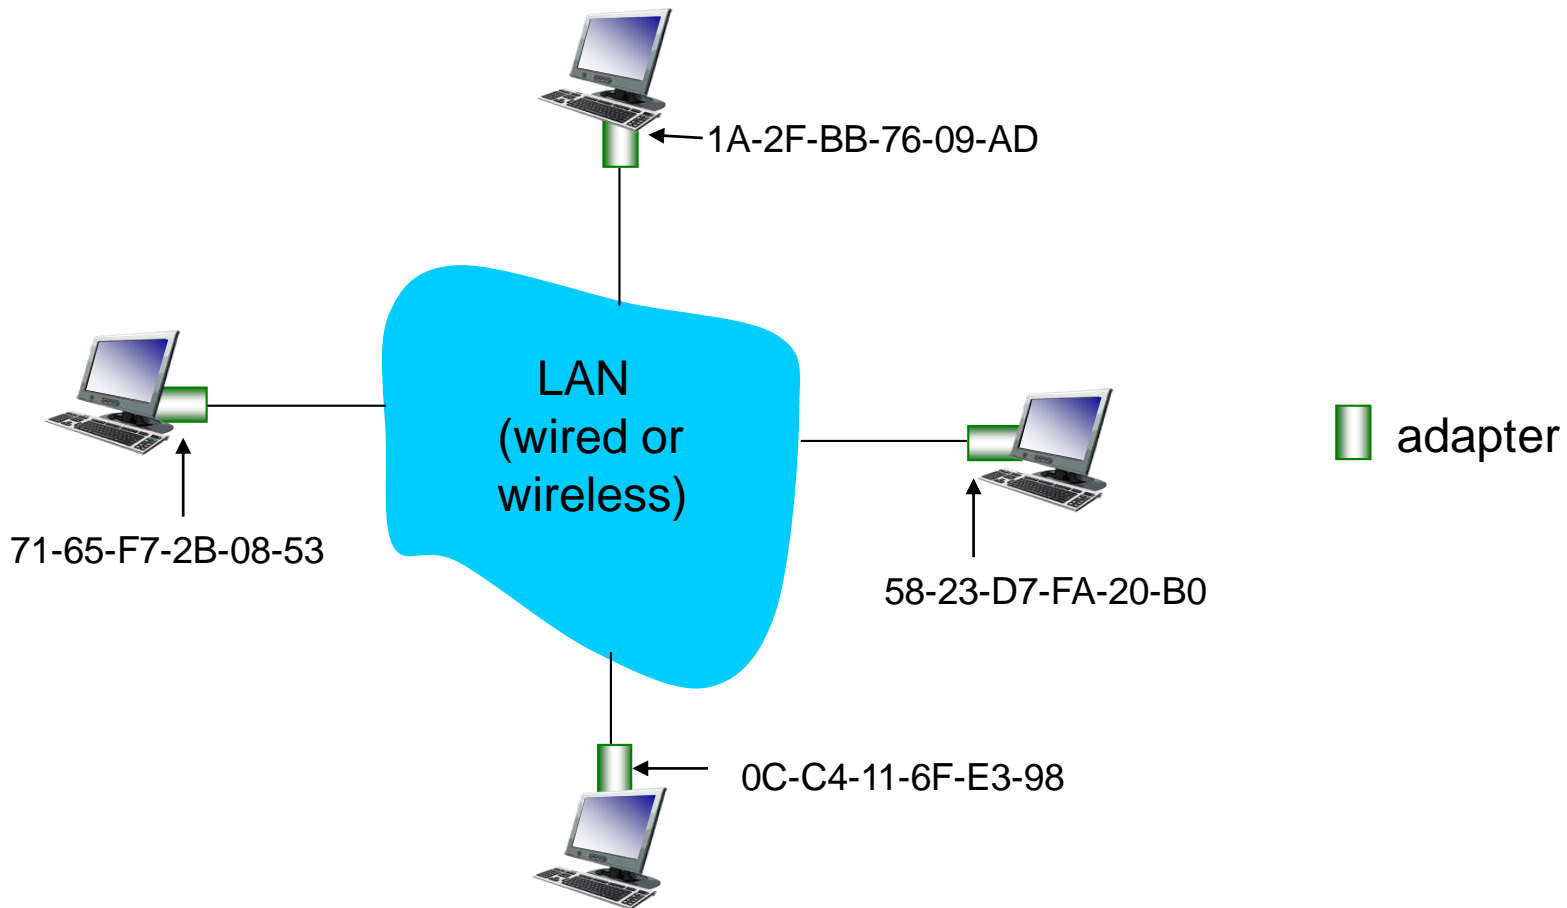 1A-2F-BB-76-09-AD
LAN
(wired or
wireless)
adapter
71-65-F7-2B-08-53
58-23-D7-FA-20-B0
0C-C4-11-6F-E3-98